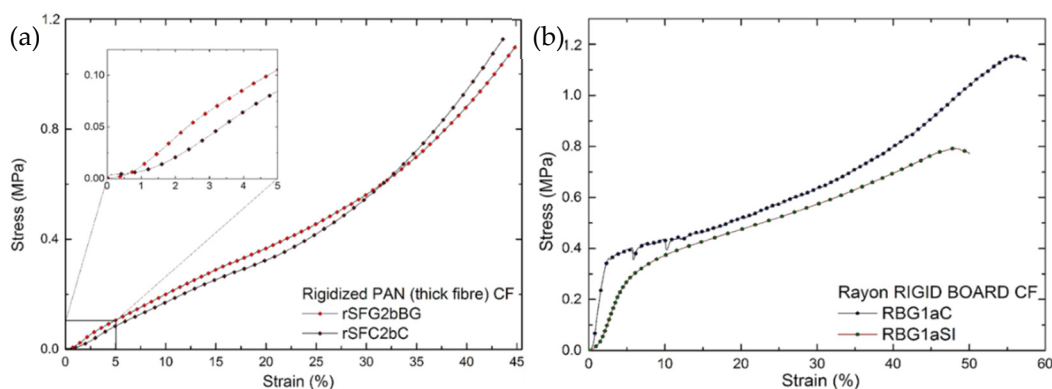 (a)
1.2
0.8
0.4
0.0
Stress (MPa)
0.10
0.05
0.00
0 1 2 3 4 5
Rigidized PAN (thick fibre) CF
rSFG2bBG
rSFC2bC
0 5 10 15 20 25 30 35 40 45
Strain (%)
(b)
1.2
1.0
0.8
0.6
0.4
0.2
0.0
Stress (MPa)
Rayon RIGID BOARD CF
RBG1aC
RBG1aSI
0 10 20 30 40 50 60
Strain (%)